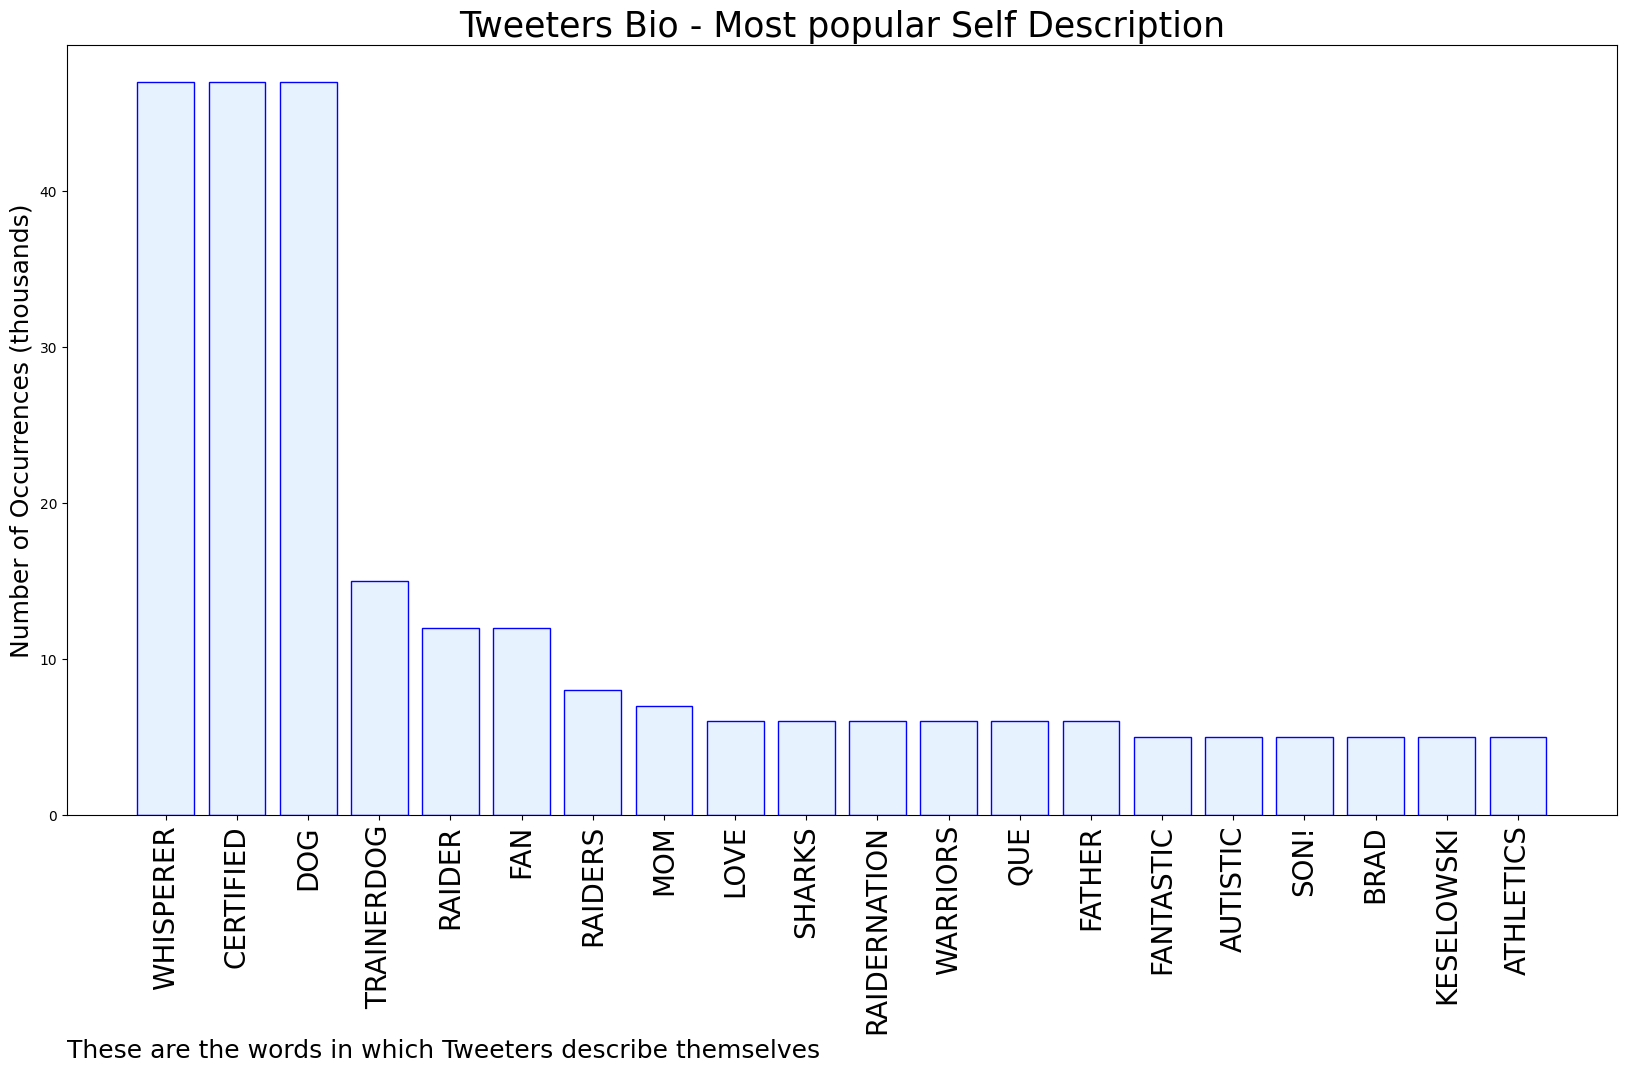 Tweeters Bio - Most popular Self Description
Number of Occurrences (thousands)
40
30
20
10
0
WHISPERER
CERTIFIED
DOG
TRAINERDOG
RAIDER
FAN
RAIDERS
MOM
LOVE
SHARKS
RAIDERNATION
WARRIORS
QUE
FATHER
FANTASTIC
AUTISTIC
SON!
BRAD
KESELOWSKI
ATHLETICS
These are the words in which Tweeters describe themselves